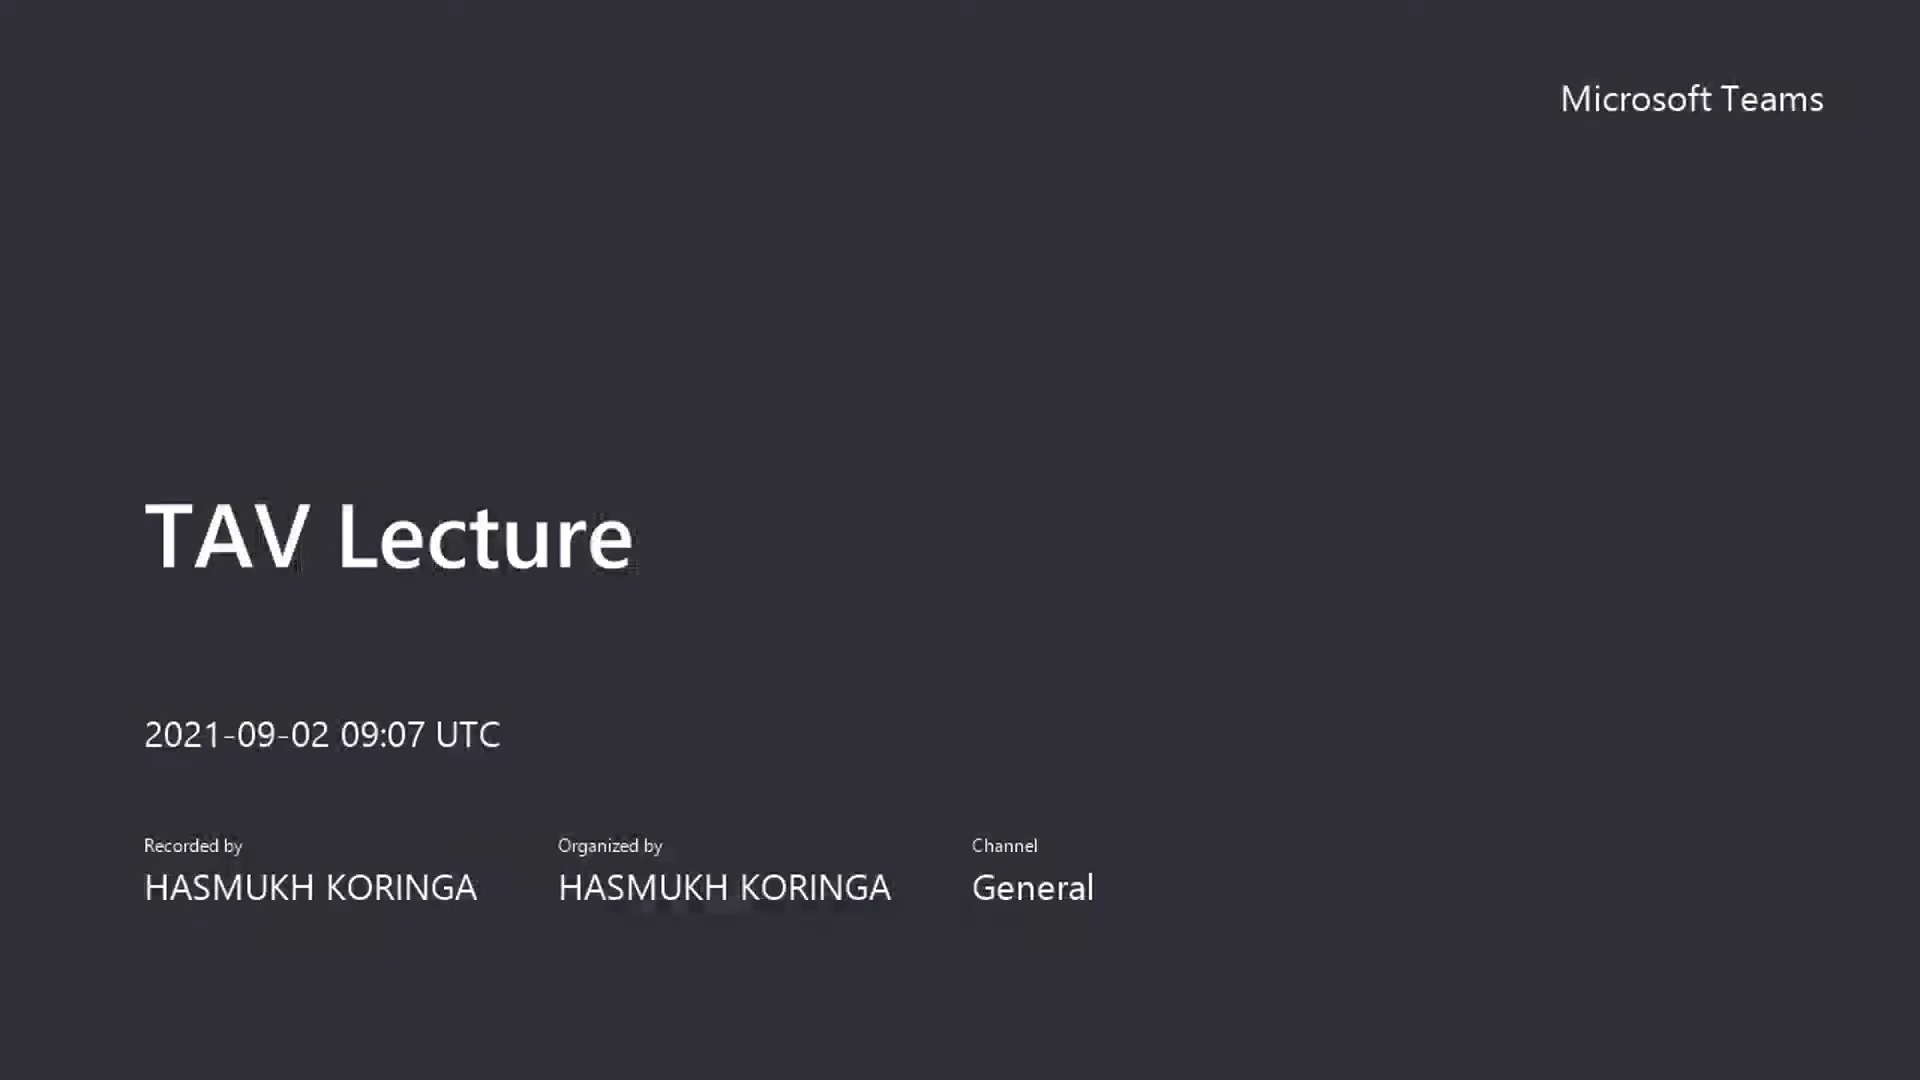 Microsoft Teams
TAV Lecture
2021-09-02 09:07 UTC
Recorded by
HASMUKH KORINGA
Organized by
HASMUKH KORINGA
Channel
General